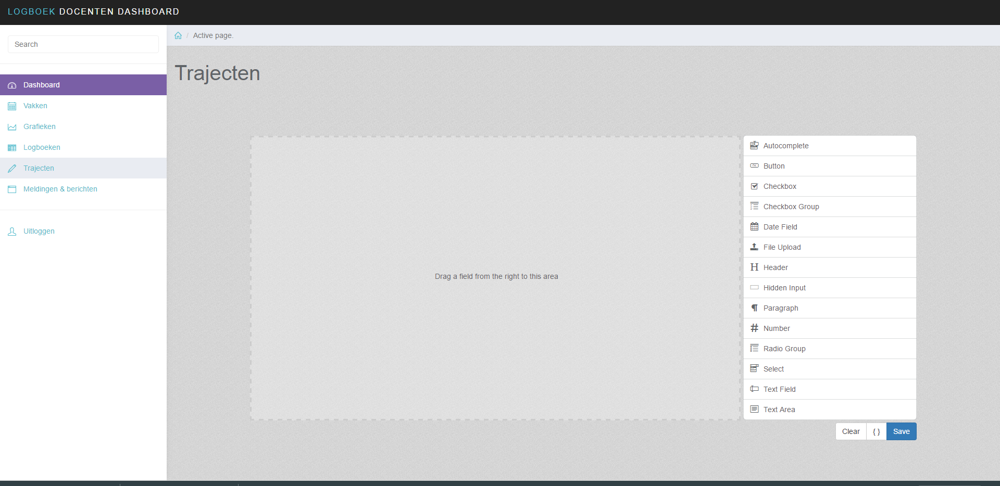 LOGBOEK DOCENTEN DASHBOARD
Search
/ Active page.
Trajecten
Dashboard
Vakken
Grafieken
Logboeken
Trajecten
Meldingen & berichten
Uitloggen
Drag a field from the right to this area
Autocomplete
Button
Checkbox
Checkbox Group
Date Field
File Upload
Header
Hidden Input
Paragraph
Number
Radio Group
Select
Text Field
Text Area
Clear { } Save